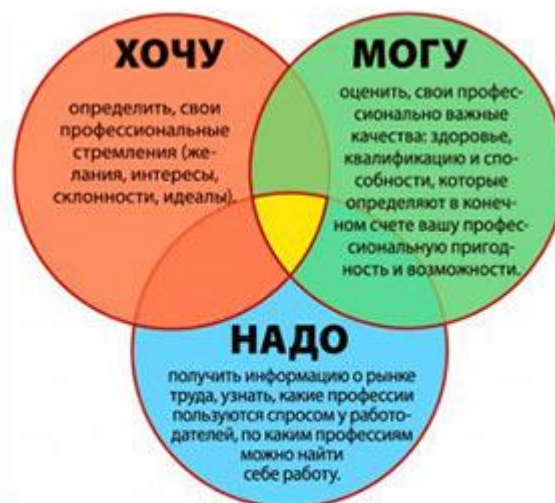 ХОЧУ
определить, свои
профессиональные
стремления (же-
лания, интересы,
склонности, идеалы).
МОГУ
оценить, свои профес-
сионально важные
качества: здоровье,
квалификацию и спо-
собности, которые
определяют в конеч-
ном счете вашу профес-
сиональную пригод-
ность и возможности.
НАДО
получить информацию о рынке
труда, узнать, какие профессии
пользуются спросом у работо-
дателей, по каким профессиям
можно найти
себе работу.